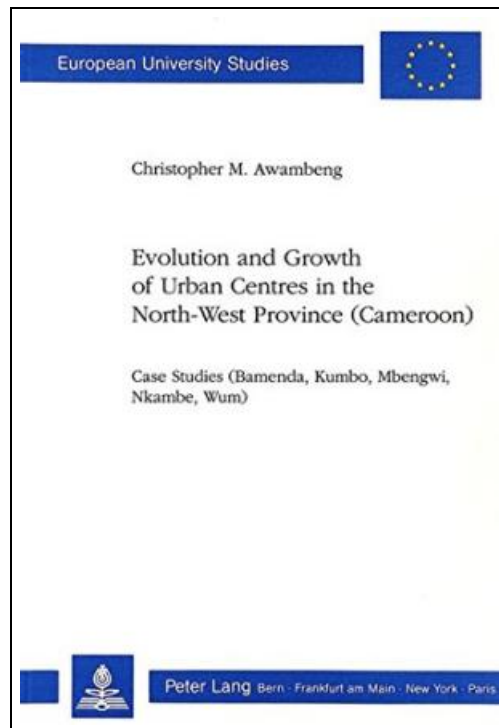 European University Studies
Christopher M. Awambeng
Evolution and Growth
of Urban Centres in the
North-West Province (Cameroon)
Case Studies (Bamenda, Kumbo, Mbengwi,
Nkambe, Wum)
Peter Lang Bern · Frankfurt am Main · New York · Paris